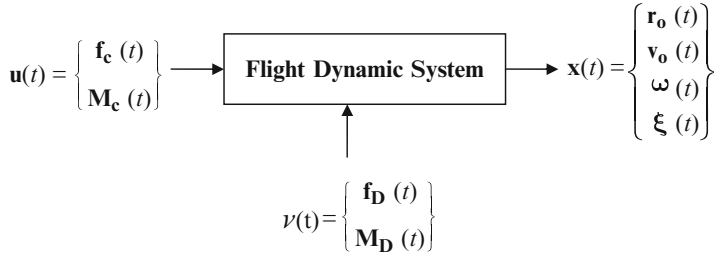 u(t) = { f_c (t)
M_c (t) }
Flight Dynamic System
x(t) = { r_o (t)
v_o (t)
ω (t)
ξ (t) }
ν(t) = { f_D (t)
M_D (t) }